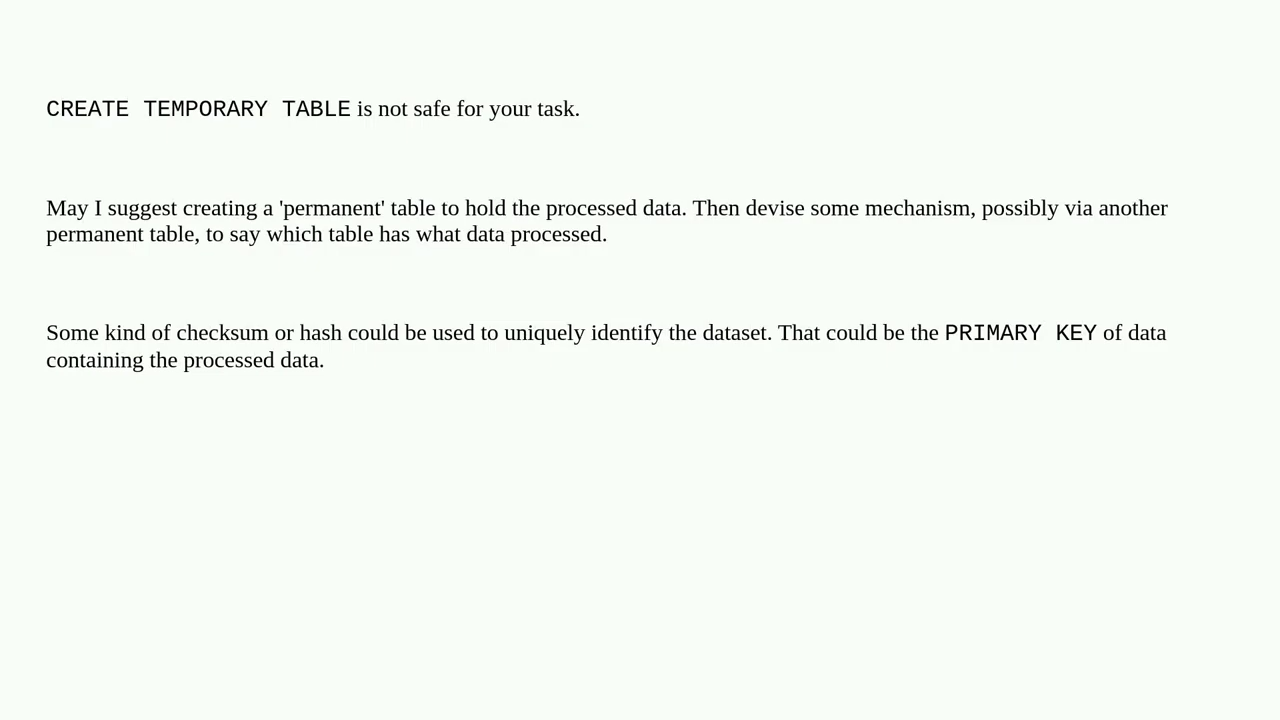 CREATE TEMPORARY TABLE is not safe for your task.
May I suggest creating a 'permanent' table to hold the processed data. Then devise some mechanism, possibly via another
permanent table, to say which table has what data processed.
Some kind of checksum or hash could be used to uniquely identify the dataset. That could be the PRIMARY KEY of data
containing the processed data.